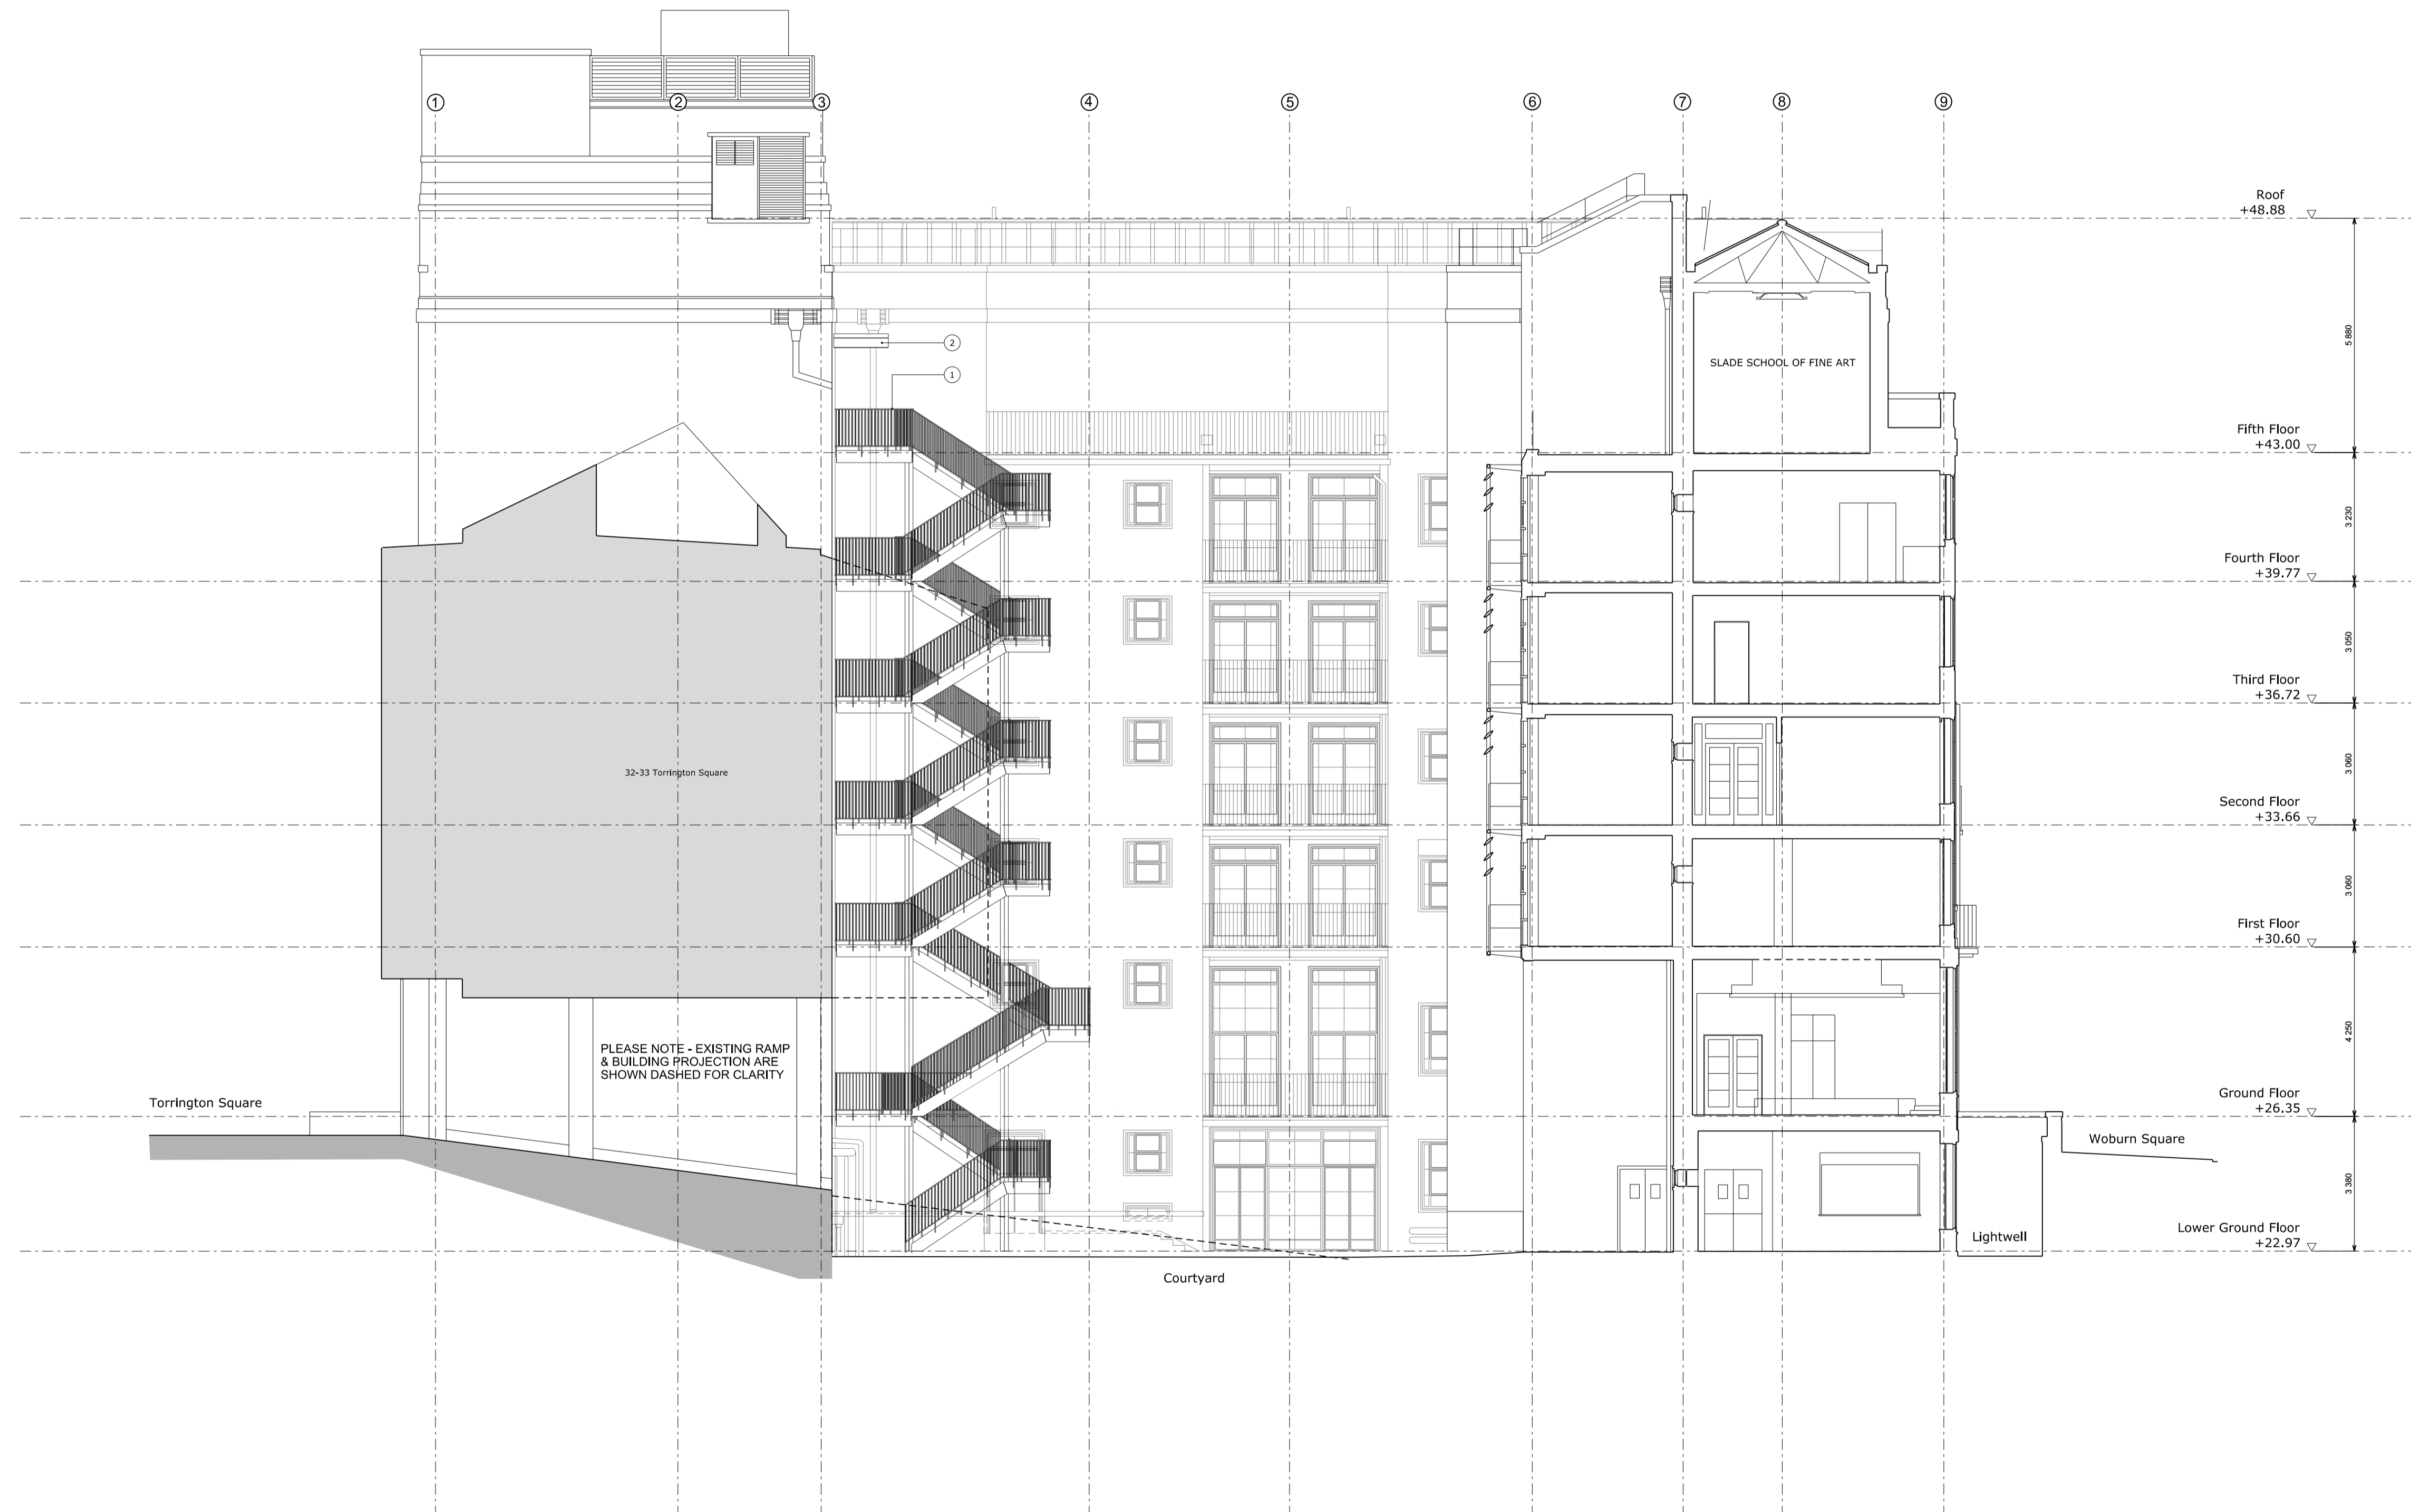 1
2
3
4
5
6
7
8
9
Roof
+48.88
2
1
SLADE SCHOOL OF FINE ART
5 880
Fifth Floor
+43.00
3 230
Fourth Floor
+39.77
3 050
Third Floor
+36.72
32-33 Torrington Square
3 060
Second Floor
+33.66
3 060
First Floor
+30.60
PLEASE NOTE - EXISTING RAMP
& BUILDING PROJECTION ARE
SHOWN DASHED FOR CLARITY
4 250
Torrington Square
Ground Floor
+26.35
Woburn Square
3 380
Lightwell
Lower Ground Floor
+22.97
Courtyard